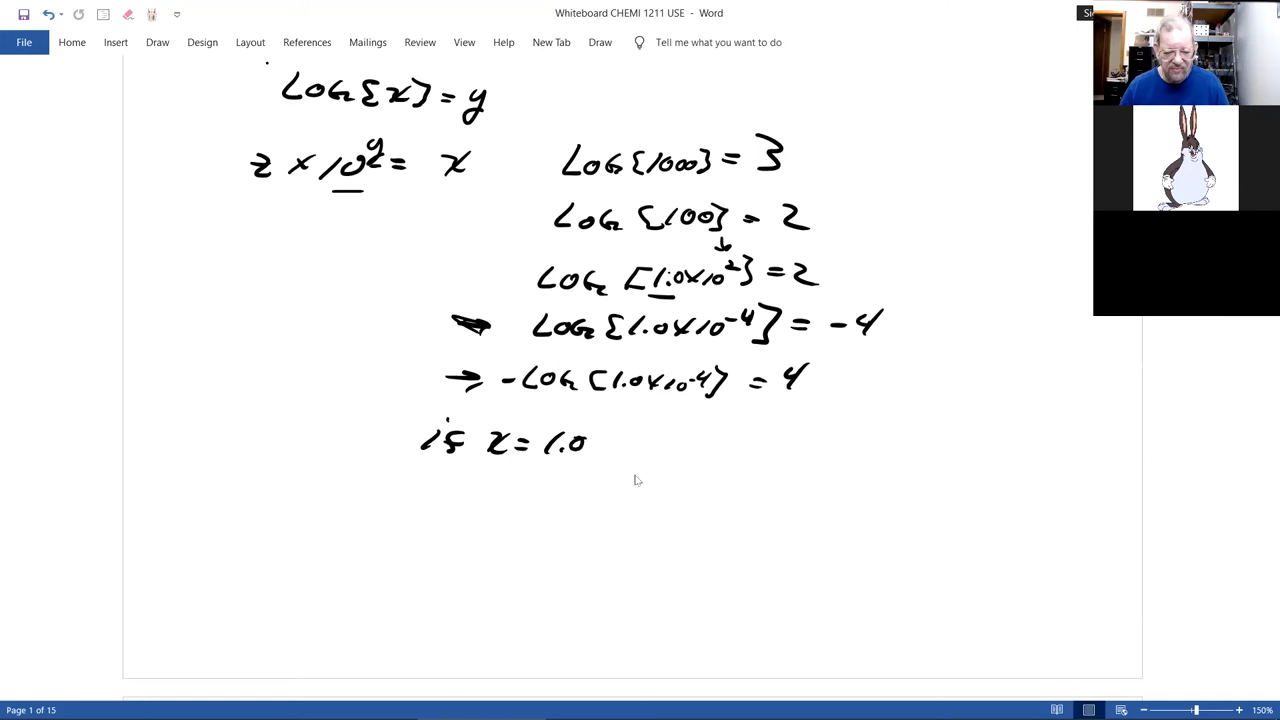 Whiteboard CHEMI 1211 USE - Word
Si
File Home Insert Draw Design Layout References Mailings Review View Help New Tab Draw Tell me what you want to do
LOG{x} = y
z × 10^y = x
LOG{1000} = 3
LOG{100} = 2
LOG[1.0×10^2} = 2
LOG{1.0×10^-4} = -4
→ -LOG[1.0×10^-4} = 4
if x = 1.0
Page 1 of 15
150%